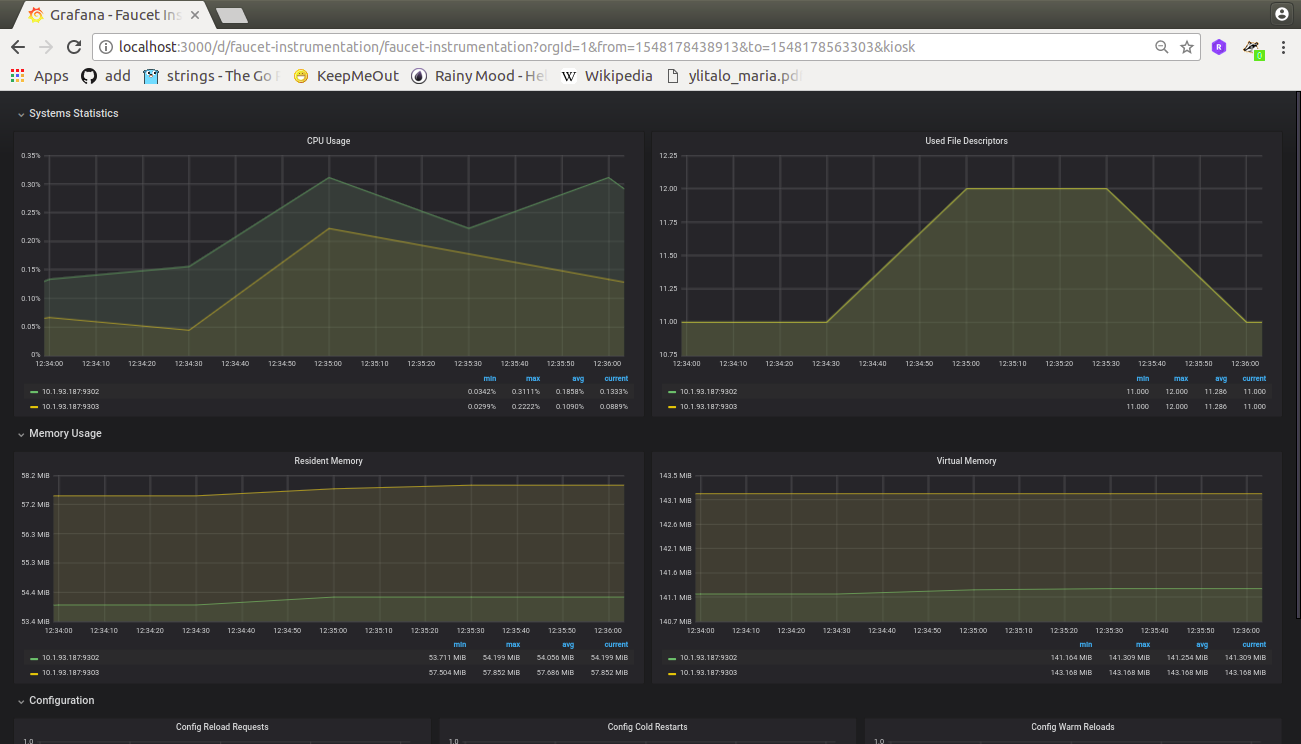 Grafana - Faucet Ins
localhost:3000/d/faucet-instrumentation/faucet-instrumentation?orgId=1&from=1548178438913&to=1548178563303&kiosk
Apps add strings - The Go KeepMeOut Rainy Mood - Hel Wikipedia ylitalo_maria.pd
Systems Statistics
CPU Usage
0.35%
0.30%
0.25%
0.20%
0.15%
0.10%
0.05%
0%
12:34:00 12:34:10 12:34:20 12:34:30 12:34:40 12:34:50 12:35:00 12:35:10 12:35:20 12:35:30 12:35:40 12:35:50 12:36:00
min max avg current
10.1.93.187:9302 0.0342% 0.3111% 0.1858% 0.1333%
10.1.93.187:9303 0.0299% 0.2222% 0.1090% 0.0889%
Used File Descriptors
12.25
12.00
11.75
11.50
11.25
11.00
10.75
12:34:00 12:34:10 12:34:20 12:34:30 12:34:40 12:34:50 12:35:00 12:35:10 12:35:20 12:35:30 12:35:40 12:35:50 12:36:00
min max avg current
10.1.93.187:9302 11.000 12.000 11.286 11.000
10.1.93.187:9303 11.000 12.000 11.286 11.000
Memory Usage
Resident Memory
58.2 MiB
57.2 MiB
56.3 MiB
55.3 MiB
54.4 MiB
53.4 MiB
12:34:00 12:34:10 12:34:20 12:34:30 12:34:40 12:34:50 12:35:00 12:35:10 12:35:20 12:35:30 12:35:40 12:35:50 12:36:00
min max avg current
10.1.93.187:9302 53.711 MiB 54.199 MiB 54.056 MiB 54.199 MiB
10.1.93.187:9303 57.504 MiB 57.852 MiB 57.686 MiB 57.852 MiB
Virtual Memory
143.5 MiB
143.1 MiB
142.6 MiB
142.1 MiB
141.6 MiB
141.1 MiB
140.7 MiB
12:34:00 12:34:10 12:34:20 12:34:30 12:34:40 12:34:50 12:35:00 12:35:10 12:35:20 12:35:30 12:35:40 12:35:50 12:36:00
min max avg current
10.1.93.187:9302 141.164 MiB 141.309 MiB 141.254 MiB 141.309 MiB
10.1.93.187:9303 143.168 MiB 143.168 MiB 143.168 MiB 143.168 MiB
Configuration
Config Reload Requests
1.0
Config Cold Restarts
1.0
Config Warm Reloads
1.0